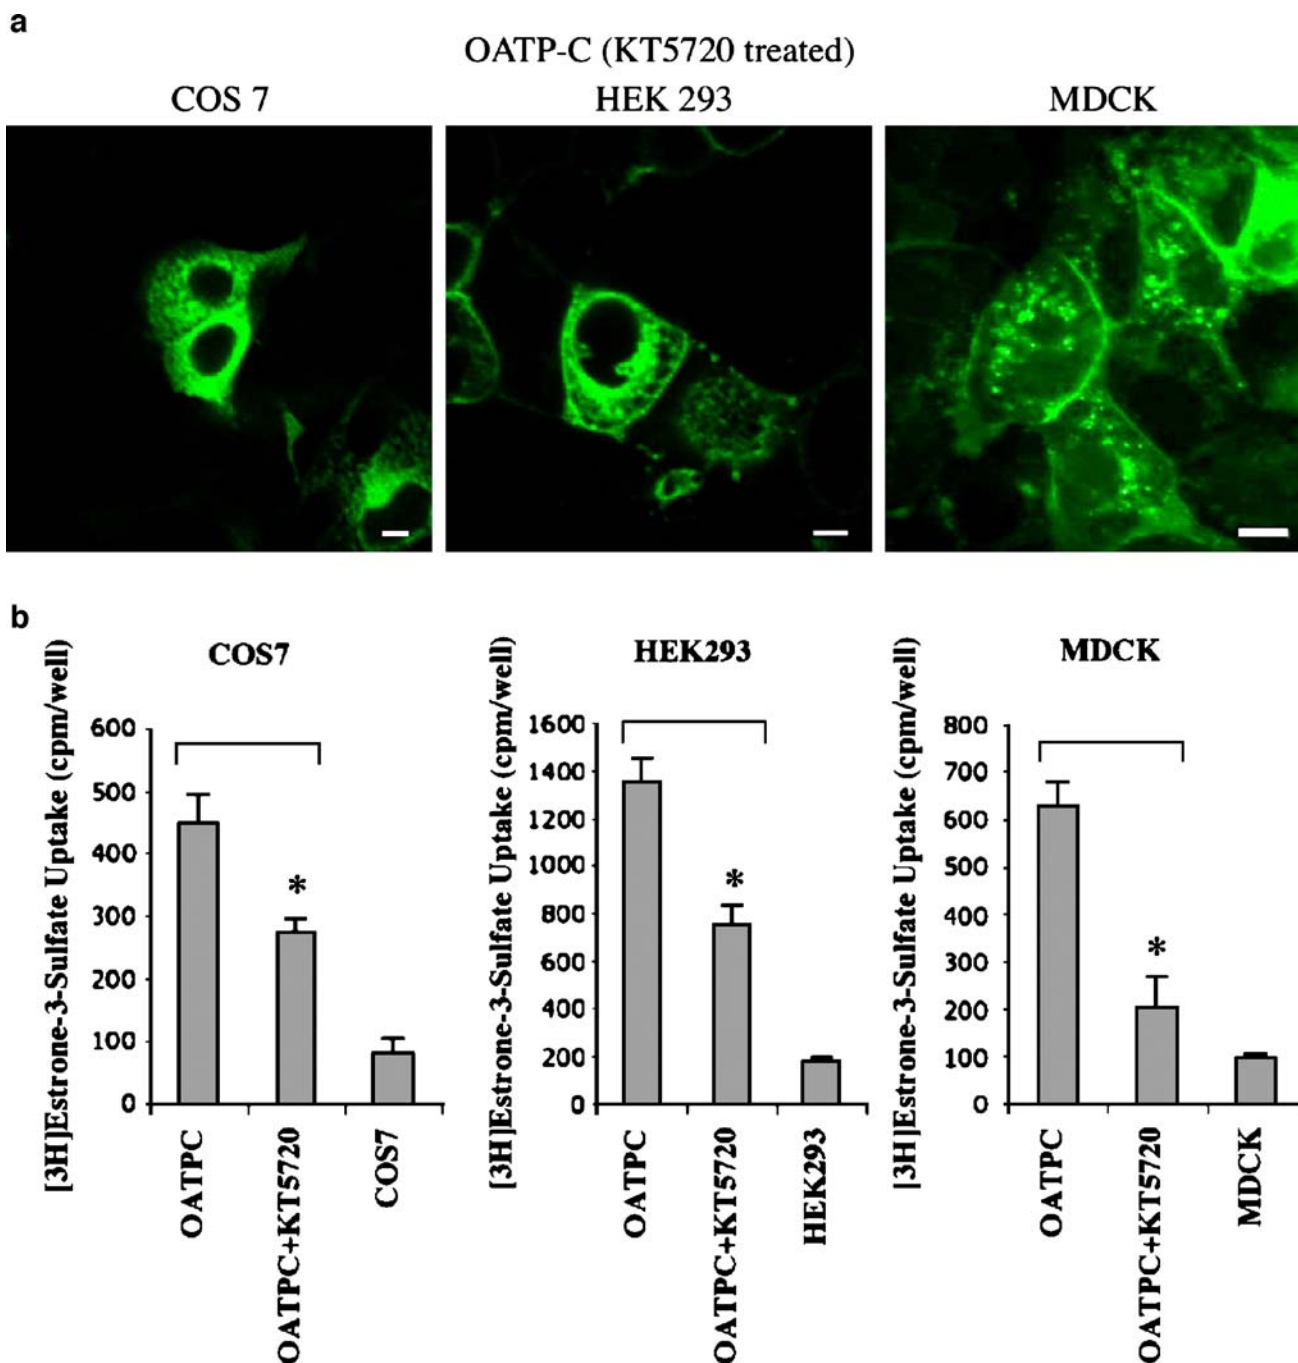 a
OATP-C (KT5720 treated)
COS 7
HEK 293
MDCK
b
COS7
[3H]Estrone-3-Sulfate Uptake (cpm/well)
600
500
400
300
200
100
0
*
OATPC
OATPC+KT5720
COS7
HEK293
[3H]Estrone-3-Sulfate Uptake (cpm/well)
1600
1400
1200
1000
800
600
400
200
0
*
OATPC
OATPC+KT5720
HEK293
MDCK
[3H]Estrone-3-Sulfate Uptake (cpm/well)
800
700
600
500
400
300
200
100
0
*
OATPC
OATPC+KT5720
MDCK